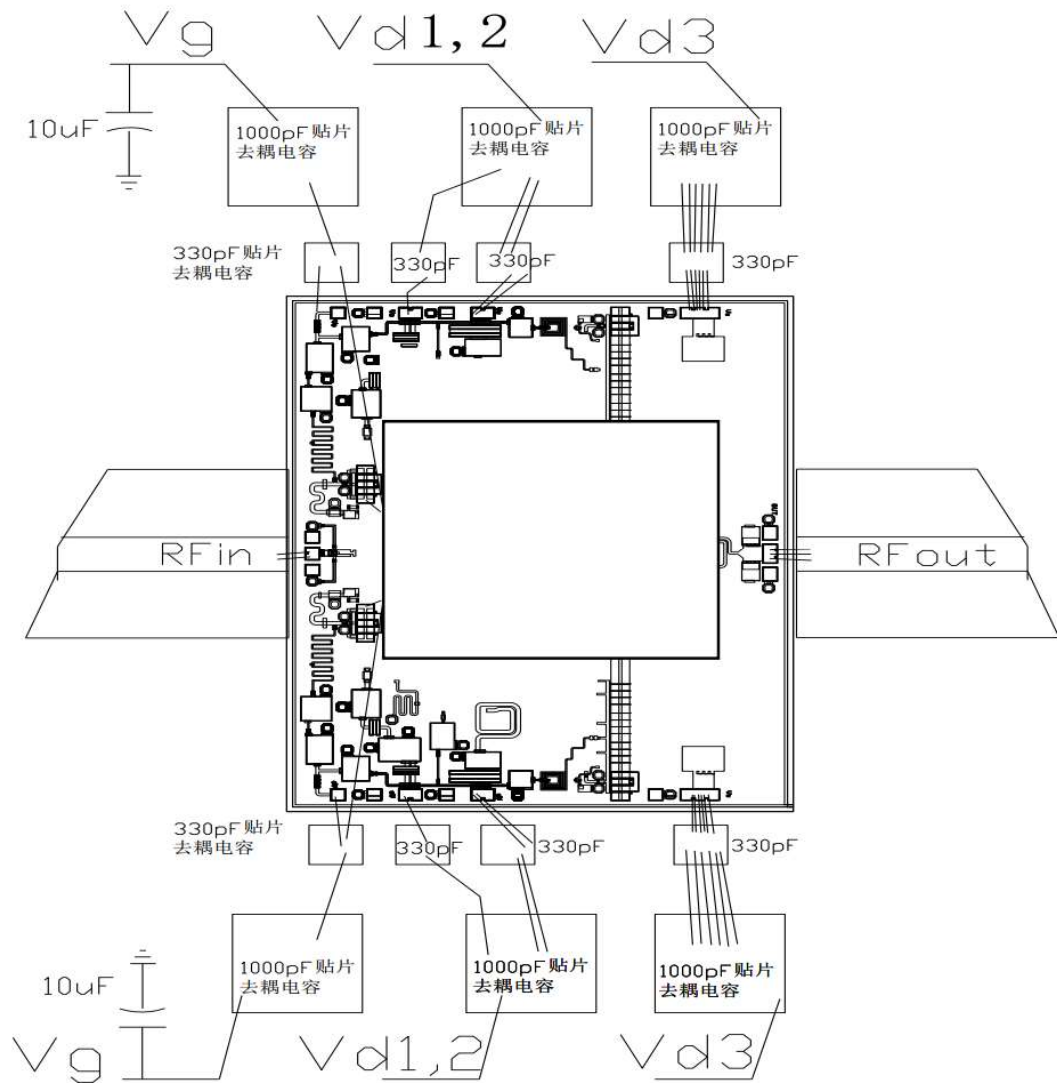 Vg
Vd1,2
Vd3
10uF
1000pF贴片
去耦电容
1000pF贴片
去耦电容
1000pF贴片
去耦电容
330pF贴片
去耦电容
330pF
330pF
330pF
RFin
RFout
330pF贴片
去耦电容
330pF
330pF
330pF
1000pF贴片
去耦电容
1000pF贴片
去耦电容
1000pF贴片
去耦电容
10uF
Vg
Vd1,2
Vd3